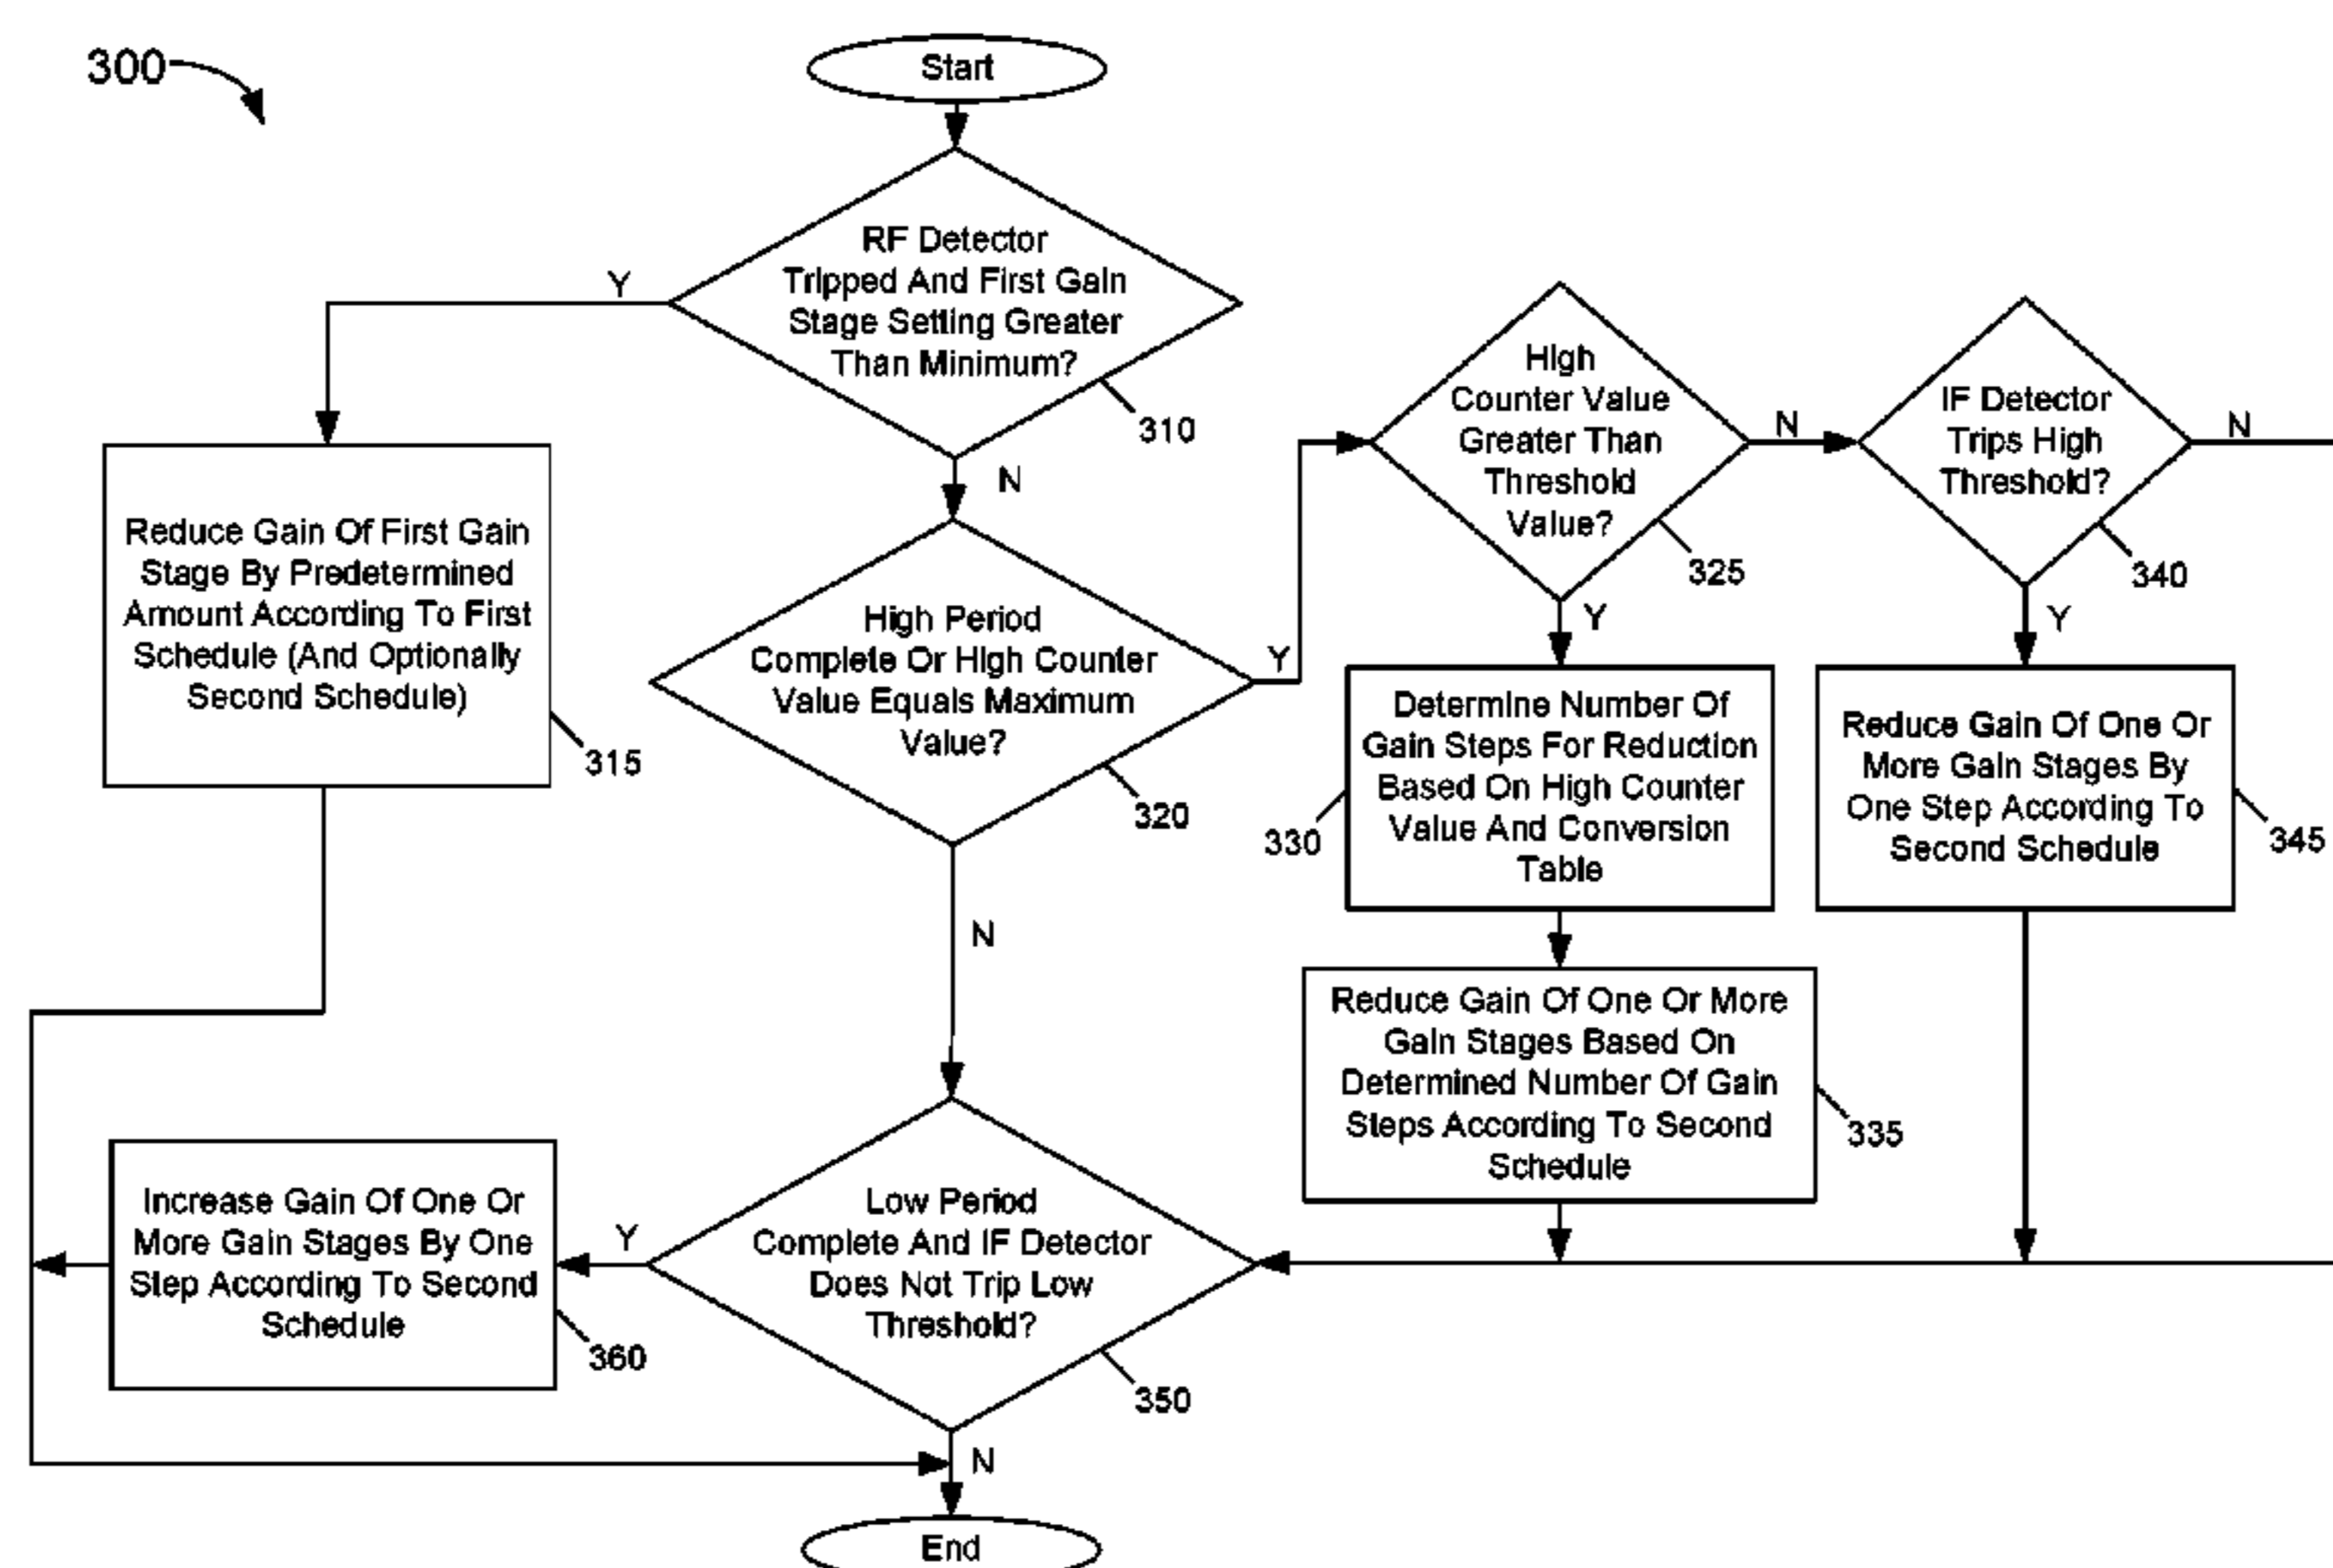 300
Start
RF Detector
Tripped And First Gain
Stage Setting Greater
Than Minimum?
310
Y
N
Reduce Gain Of First Gain
Stage By Predetermined
Amount According To First
Schedule (And Optionally
Second Schedule)
315
High Period
Complete Or High Counter
Value Equals Maximum
Value?
320
Y
N
High
Counter Value
Greater Than
Threshold
Value?
325
N
Y
IF Detector
Trips High
Threshold?
340
N
Y
Determine Number Of
Gain Steps For Reduction
Based On High Counter
Value And Conversion
Table
330
Reduce Gain Of One Or
More Gain Stages By
One Step According To
Second Schedule
345
Reduce Gain Of One Or More
Gain Stages Based On
Determined Number Of Gain
Steps According To Second
Schedule
335
Low Period
Complete And IF Detector
Does Not Trip Low
Threshold?
350
Y
N
Increase Gain Of One Or
More Gain Stages By One
Step According To Second
Schedule
360
End